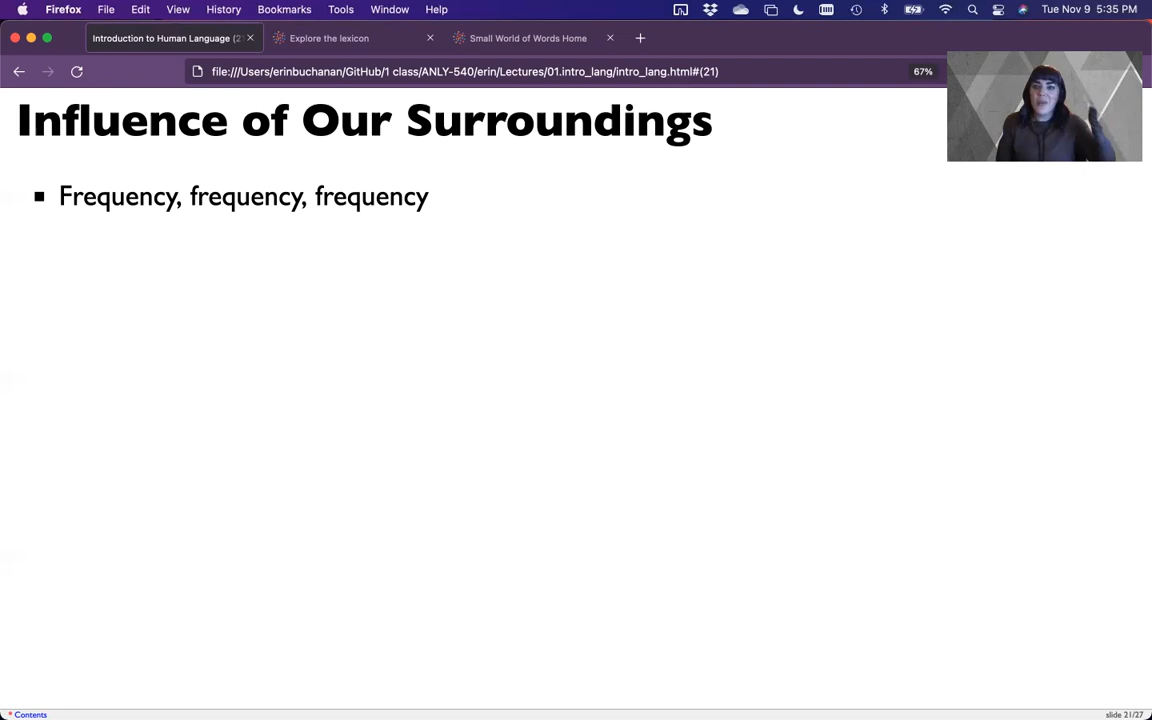 Firefox File Edit View History Bookmarks Tools Window Help Tue Nov 9 5:35 PM
Introduction to Human Language (2 Explore the lexicon Small World of Words Home
file:///Users/erinbuchanan/GitHub/1 class/ANLY-540/erin/Lectures/01.intro_lang/intro_lang.html#(21) 67%
Influence of Our Surroundings
Frequency, frequency, frequency
* Contents slide 21/27